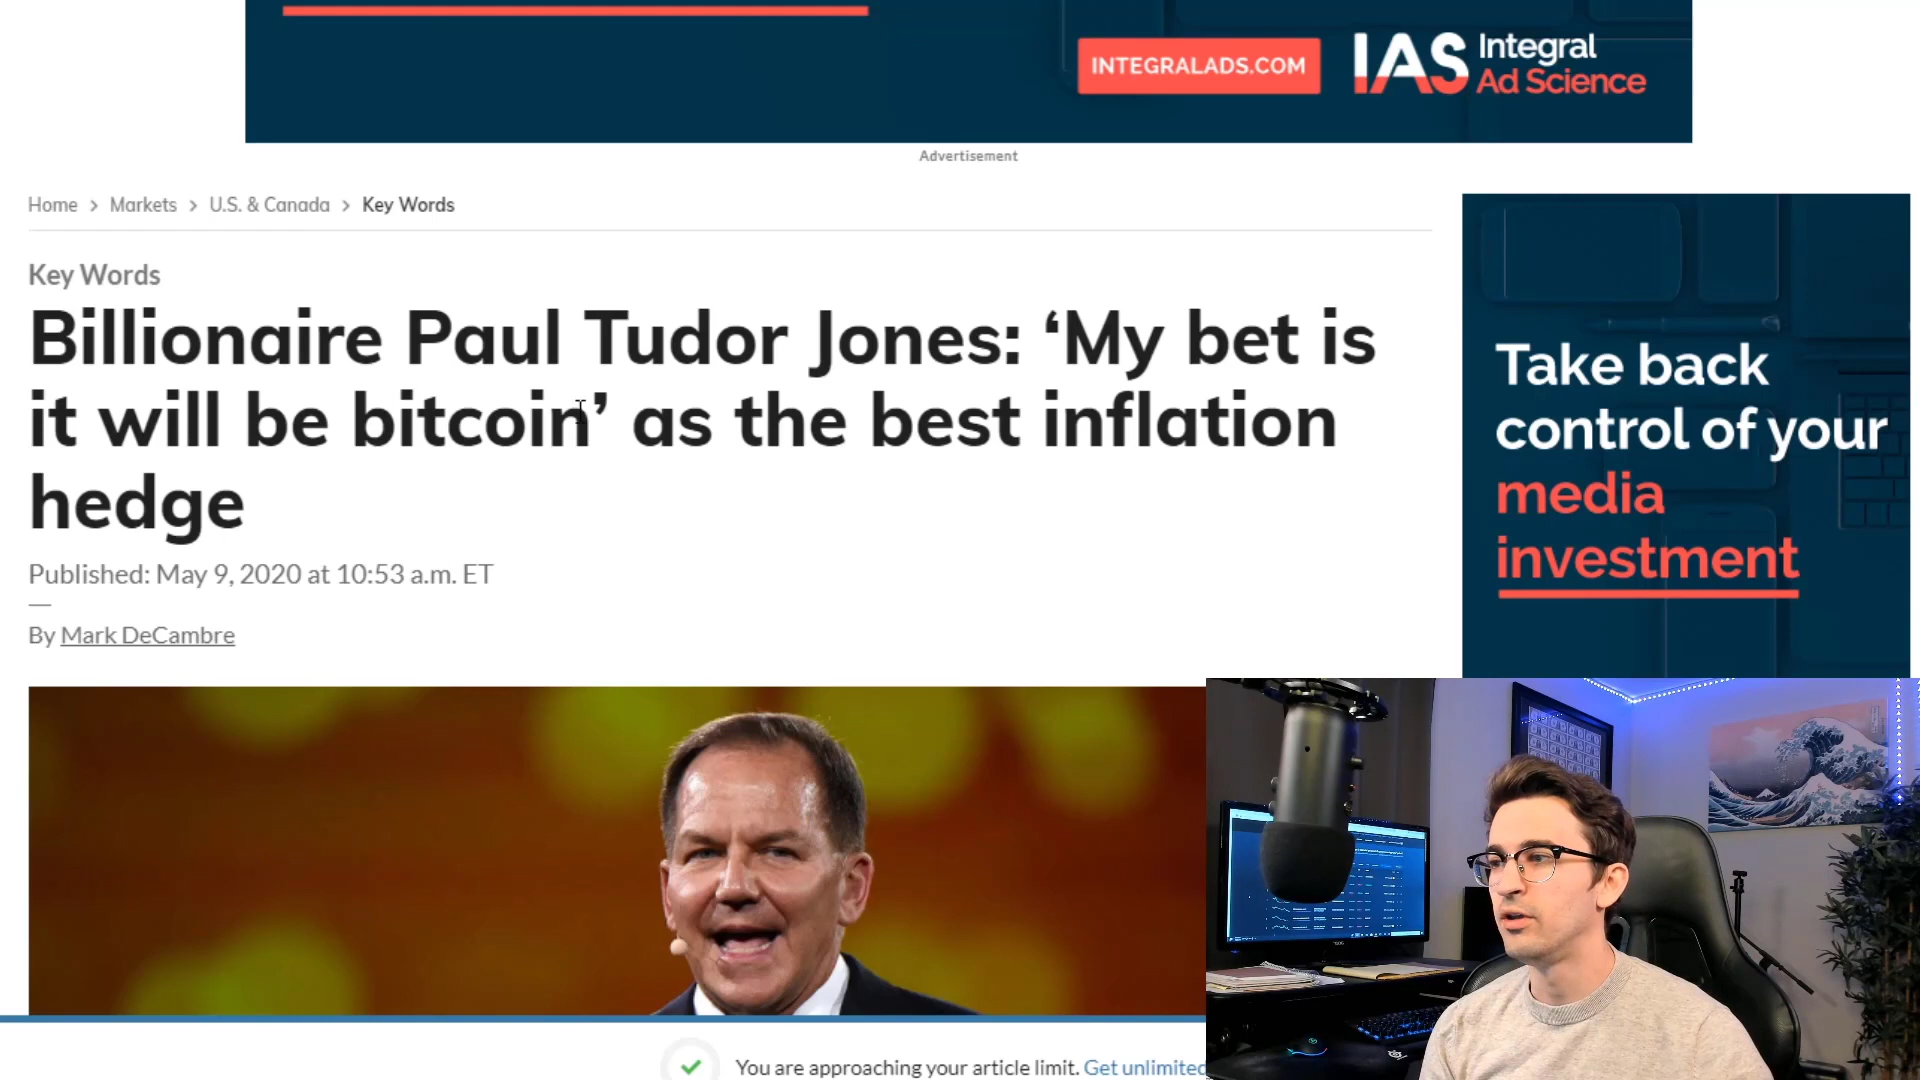 INTEGRALADS.COM
IAS Integral
Ad Science
Advertisement
Home > Markets > U.S. & Canada > Key Words
Key Words
Billionaire Paul Tudor Jones: ‘My bet is
it will be bitcoin’ as the best inflation
hedge
Published: May 9, 2020 at 10:53 a.m. ET
By Mark DeCambre
Take back
control of your
media
investment
You are approaching your article limit. Get unlimited